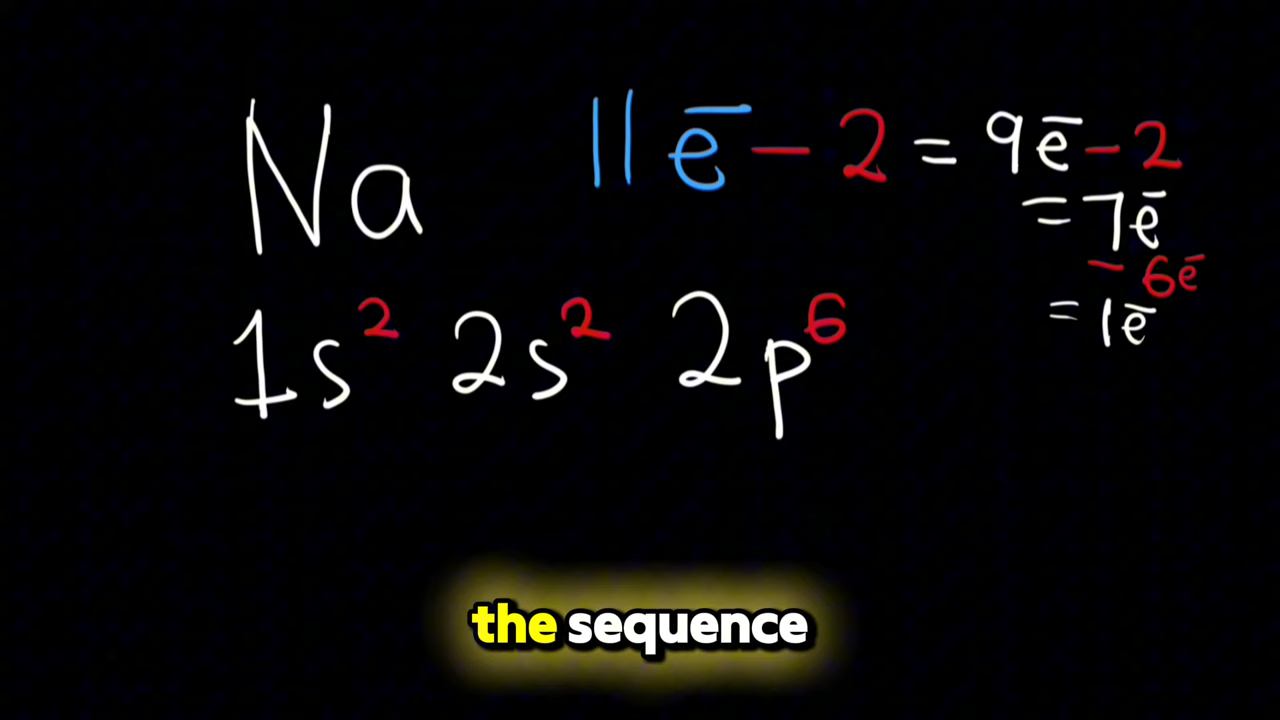 Na 11e̅ - 2 = 9e̅ - 2
= 7e̅
- 6e̅
= 1e̅
1s² 2s² 2p⁶
the sequence